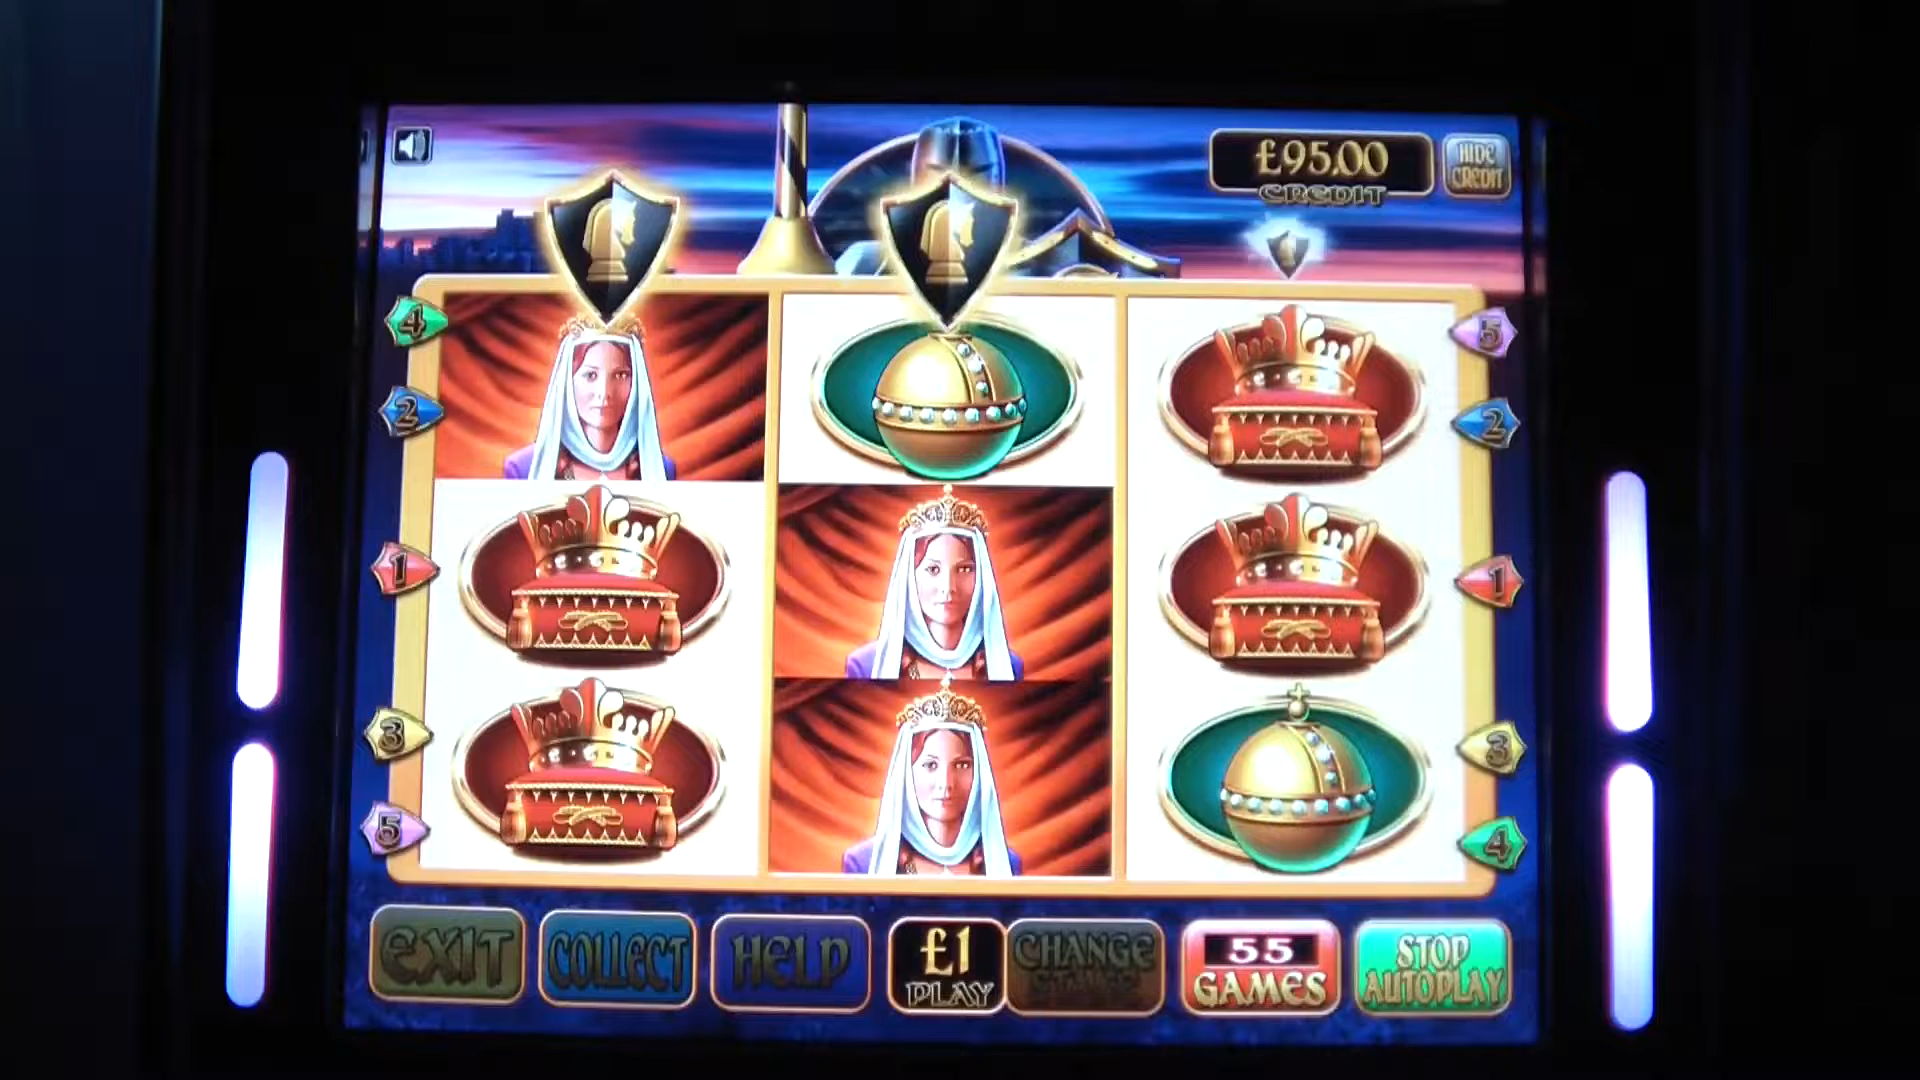 £95.00
CREDIT
HIDE
CREDIT
4
5
2
2
1
1
3
3
5
4
EXIT
COLLECT
HELP
£1
PLAY
CHANGE
STAKE
55
GAMES
STOP
AUTOPLAY